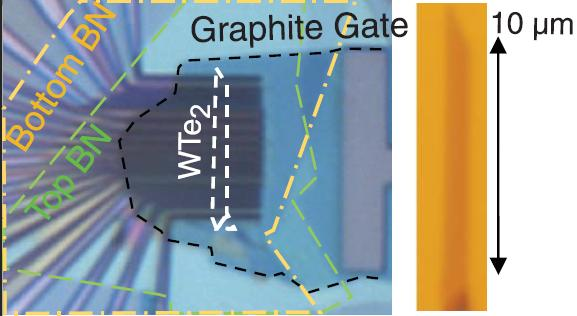 Graphite Gate
10 µm
Bottom BN
WTe2
Top BN